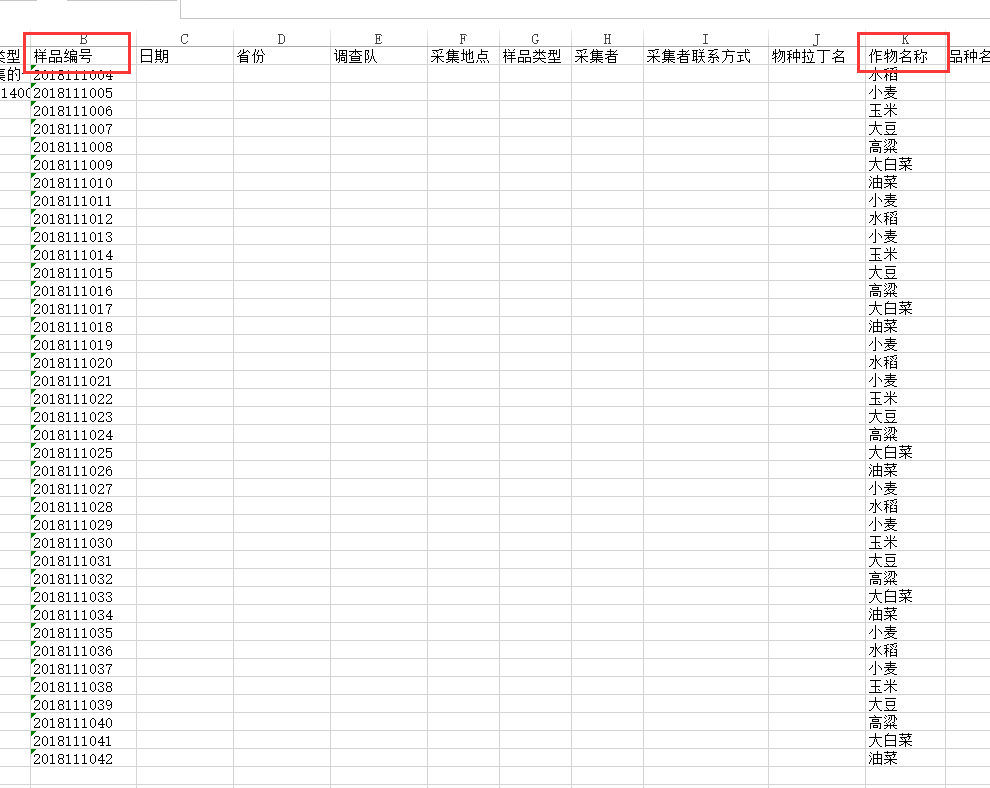 B C D E F G H I J K
类型 样品编号 日期 省份 调查队 采集地点 样品类型 采集者 采集者联系方式 物种拉丁名 作物名称 品种名
集的 2018111004 水稻
1400 2018111005 小麦
2018111006 玉米
2018111007 大豆
2018111008 高粱
2018111009 大白菜
2018111010 油菜
2018111011 小麦
2018111012 水稻
2018111013 小麦
2018111014 玉米
2018111015 大豆
2018111016 高粱
2018111017 大白菜
2018111018 油菜
2018111019 小麦
2018111020 水稻
2018111021 小麦
2018111022 玉米
2018111023 大豆
2018111024 高粱
2018111025 大白菜
2018111026 油菜
2018111027 小麦
2018111028 水稻
2018111029 小麦
2018111030 玉米
2018111031 大豆
2018111032 高粱
2018111033 大白菜
2018111034 油菜
2018111035 小麦
2018111036 水稻
2018111037 小麦
2018111038 玉米
2018111039 大豆
2018111040 高粱
2018111041 大白菜
2018111042 油菜